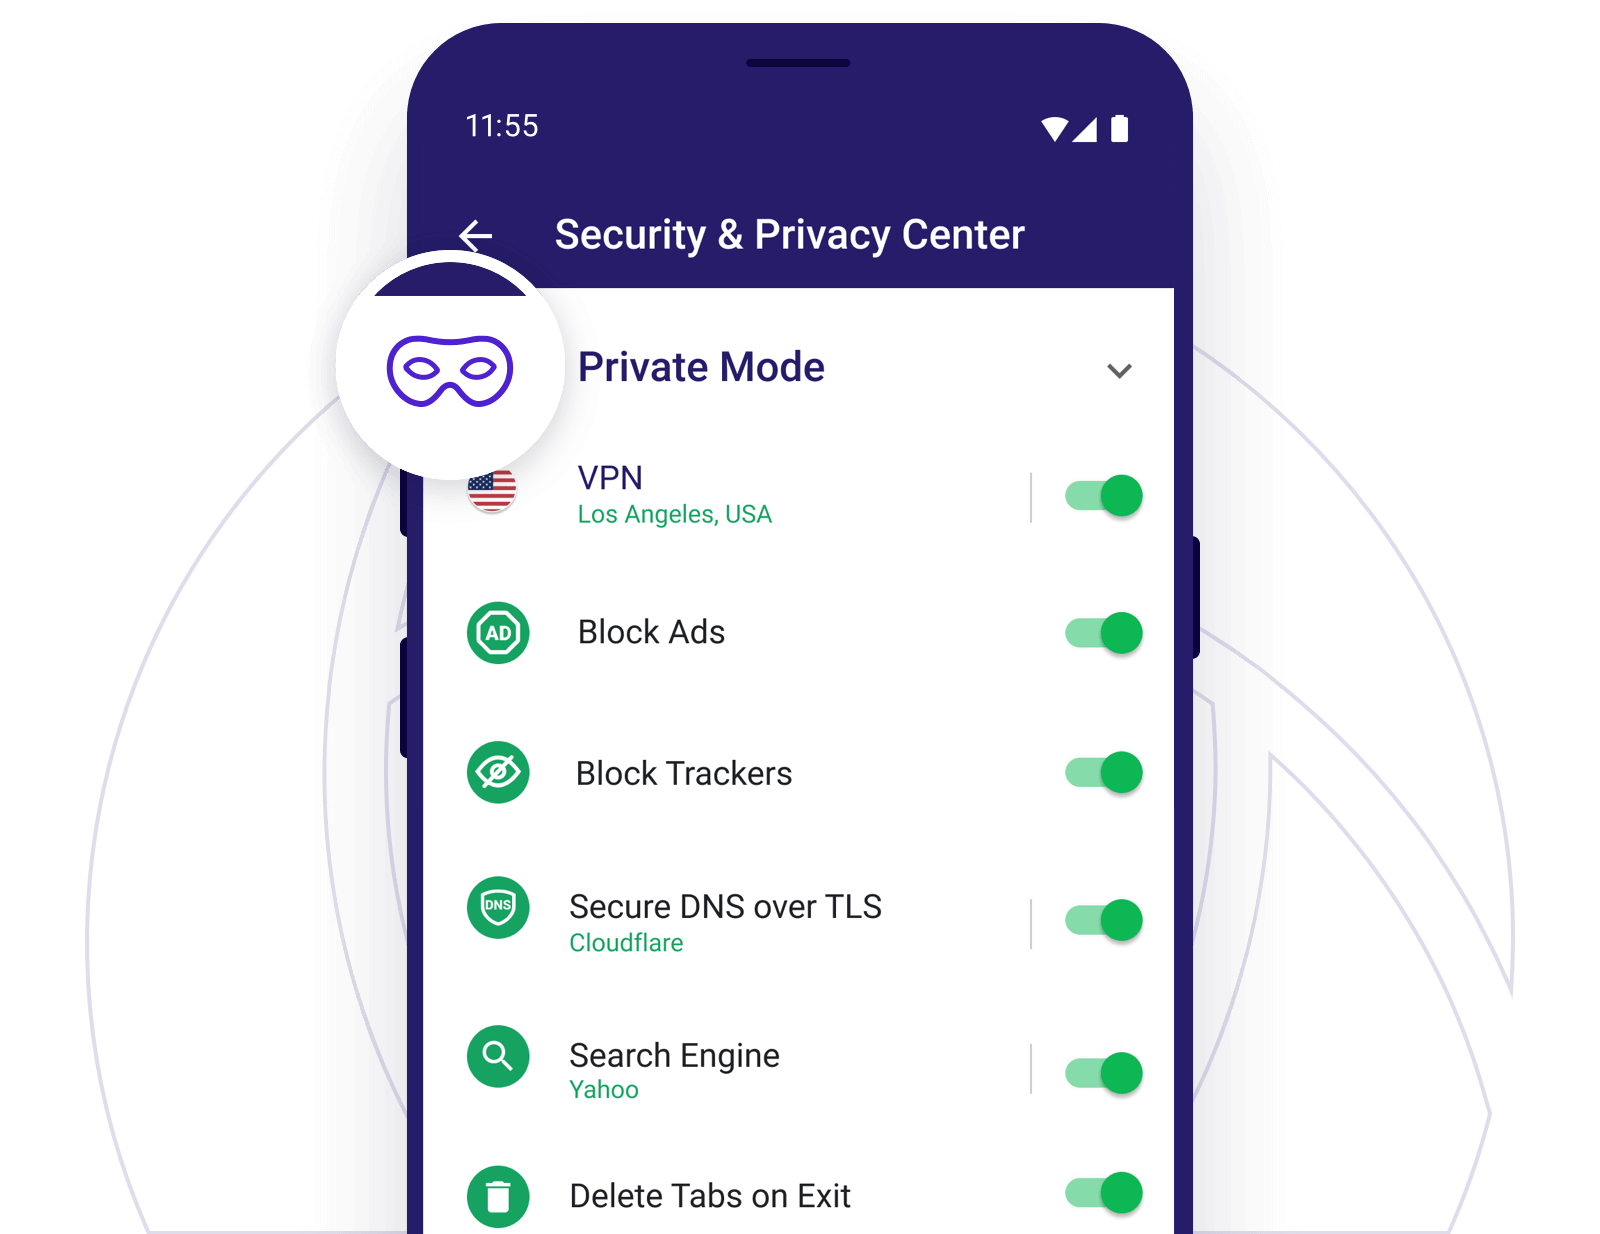 11:55
Security & Privacy Center
Private Mode
VPN
Los Angeles, USA
AD
Block Ads
Block Trackers
DNS
Secure DNS over TLS
Cloudflare
Search Engine
Yahoo
Delete Tabs on Exit